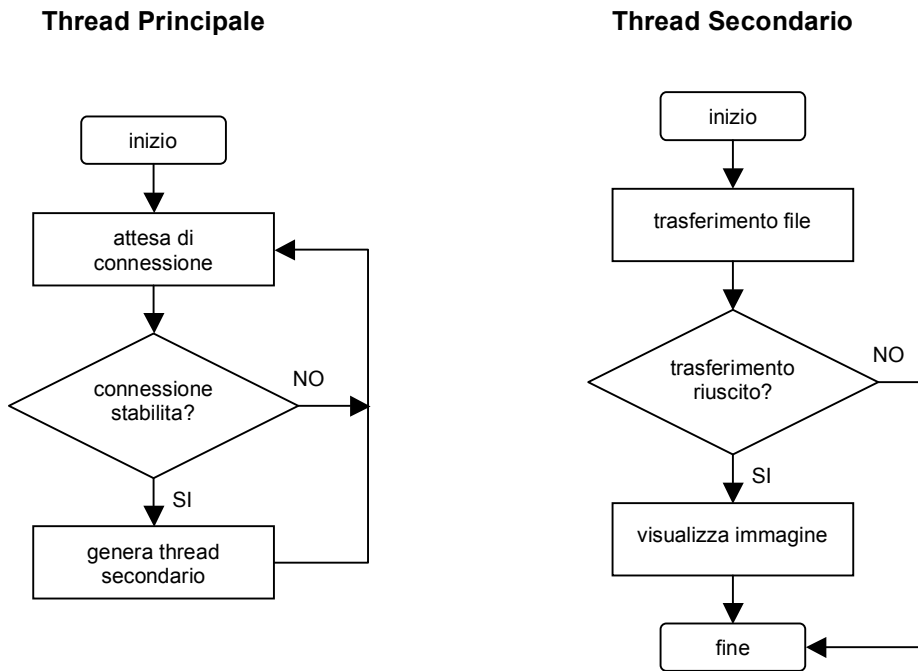 Thread Principale
inizio
attesa di
connessione
connessione
stabilita?
NO
SI
genera thread
secondario
Thread Secondario
inizio
trasferimento file
trasferimento
riuscito?
NO
SI
visualizza immagine
fine